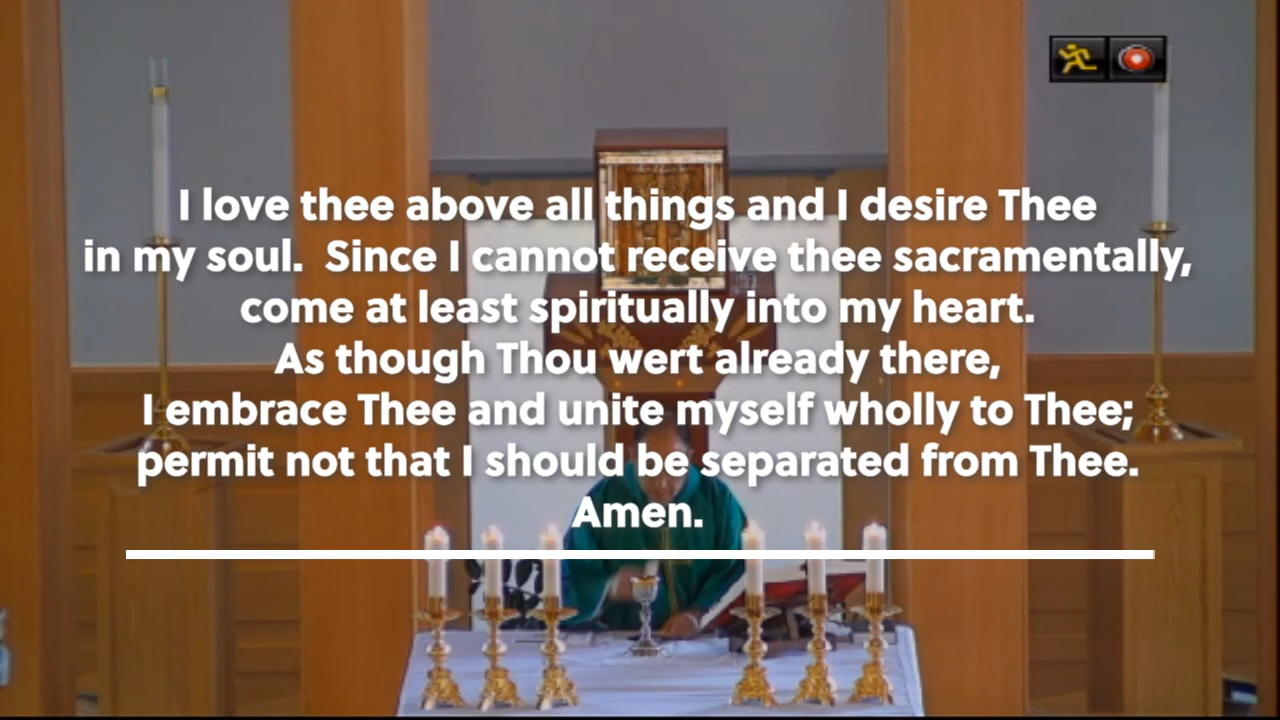 I love thee above all things and I desire Thee
in my soul.  Since I cannot receive thee sacramentally,
come at least spiritually into my heart.
As though Thou wert already there,
I embrace Thee and unite myself wholly to Thee;
permit not that I should be separated from Thee.
Amen.